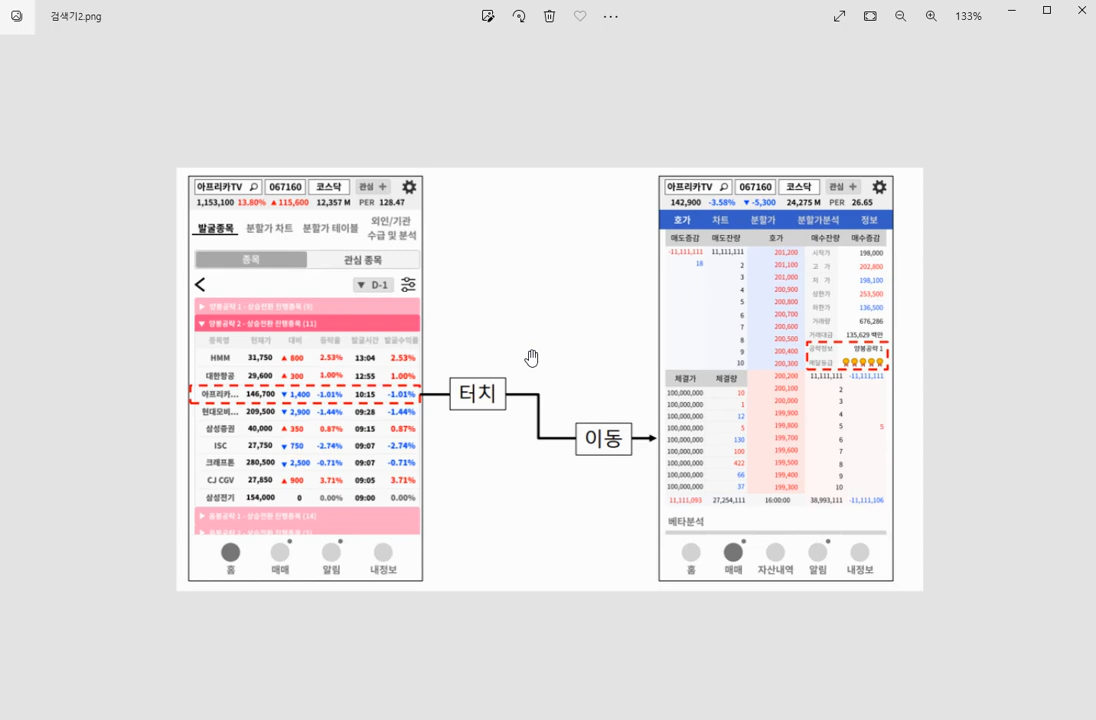 검색기2.png
133%
아프리카TV 067160 코스닥 관심 +
1,153,100 13.80% ▲115,600 12,357 M PER 128.47
발굴종목 분할가 차트 분할가 테이블 외인/기관
수급 및 분석
종목 관심 종목
▼ D-1
▶ 양봉공략 1 - 상승전환 진행종목 (5)
▼ 양봉공략 2 - 상승전환 진행종목 (11)
종목명 현재가 대비 등락률 발굴시간 발굴수익률
HMM 31,750 ▲ 800 2.53% 13:04 2.53%
대한항공 29,600 ▲ 300 1.00% 12:55 1.00%
아프리카... 146,700 ▼ 1,400 -1.01% 10:15 -1.01%
현대모비... 209,500 ▼ 2,900 -1.44% 09:28 -1.44%
삼성증권 40,000 ▲ 350 0.87% 09:15 0.87%
ISC 27,750 ▼ 750 -2.74% 09:07 -2.74%
크래프톤 280,500 ▼ 2,500 -0.71% 09:07 -0.71%
CJ CGV 27,850 ▲ 900 3.71% 09:05 3.71%
삼성전기 154,000 0 0.00% 09:00 0.00%
▶ 음봉공략 1 - 상승전환 진행종목 (14)
홈 매매 알림 내정보
터치
이동
아프리카TV 067160 코스닥 관심 +
142,900 -3.58% ▼-5,300 24,275 M PER 26.65
호가 차트 분할가 분할가분석 정보
매도증감 매도잔량 호가 매수잔량 매수증감
-11,111,111 11,111,111 201,200 시작가 198,000
18 2 201,100 고 가 202,800
3 201,000 저 가 198,100
4 200,900 상한가 253,500
5 200,800 하한가 136,500
6 200,700 거래량 676,286
7 200,600 거래대금 135,629 백만
8 200,500 공략정보 양봉공략 1
9 200,400 메달등급
10 200,300
체결가 체결량 200,200 11,111,111 -11,111,111
100,000,000 10 200,100 2
100,000,000 1 200,000 3
100,000,000 12 199,900 4
100,000,000 5 199,800 5 5
100,000,000 130 199,700 6
100,000,000 100 199,600 7
100,000,000 422 199,500 8
100,000,000 66 199,400 9
100,000,000 37 199,300 10
11,111,093 27,254,111 16:00:00 38,993,111 -11,111,106
베타분석
홈 매매 자산내역 알림 내정보